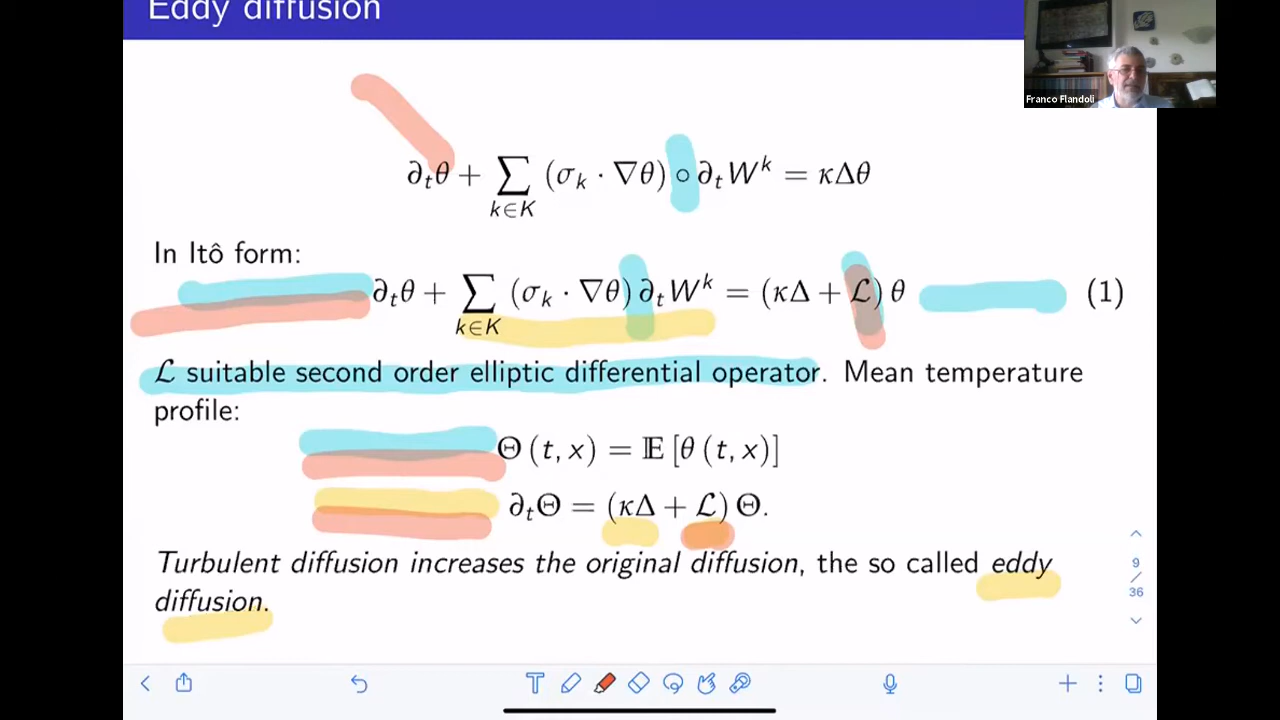 Eddy diffusion
Franco Flandoli
∂ₜθ + ∑ (σₖ · ∇θ) ∘ ∂ₜWᵏ = κΔθ
k∈K
In Itô form:
∂ₜθ + ∑ (σₖ · ∇θ) ∂ₜWᵏ = (κΔ + ℒ) θ (1)
k∈K
ℒ suitable second order elliptic differential operator. Mean temperature
profile:
Θ (t, x) = 𝔼 [θ (t, x)]
∂ₜΘ = (κΔ + ℒ) Θ.
Turbulent diffusion increases the original diffusion, the so called eddy
diffusion.
9
/
36